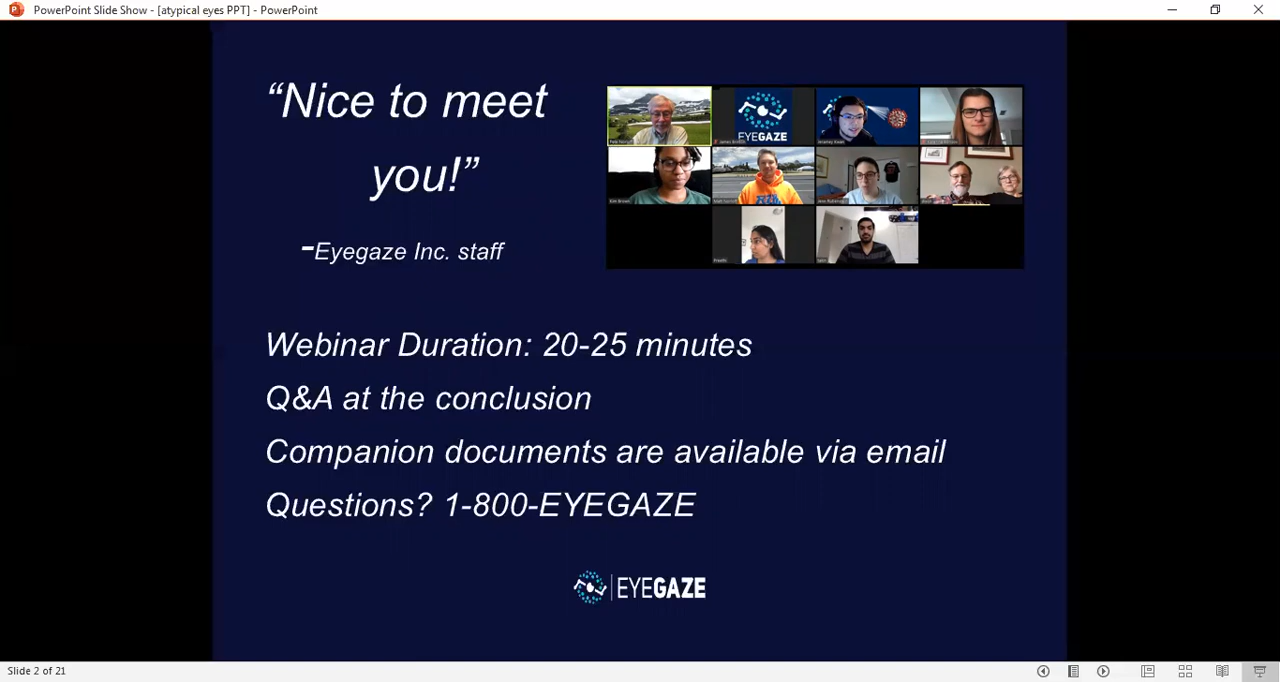 PowerPoint Slide Show - [atypical eyes PPT] - PowerPoint
“Nice to meet
you!”
-Eyegaze Inc. staff
EYEGAZE
Webinar Duration: 20-25 minutes
Q&A at the conclusion
Companion documents are available via email
Questions? 1-800-EYEGAZE
EYEGAZE
Slide 2 of 21